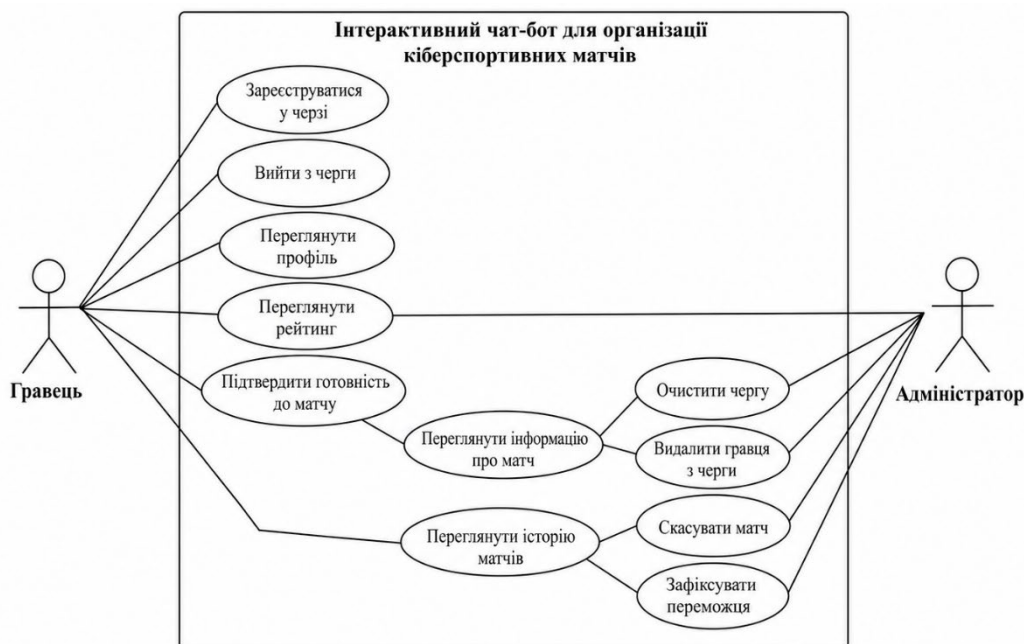 Інтерактивний чат-бот для організації
кіберспортивних матчів
Зареєструватися
у черзі
Вийти з черги
Переглянути
профіль
Переглянути
рейтинг
Підтвердити готовність
до матчу
Гравець
Переглянути інформацію
про матч
Переглянути історію
матчів
Очистити чергу
Видалити гравця
з черги
Скасувати матч
Зафіксувати
переможця
Адміністратор